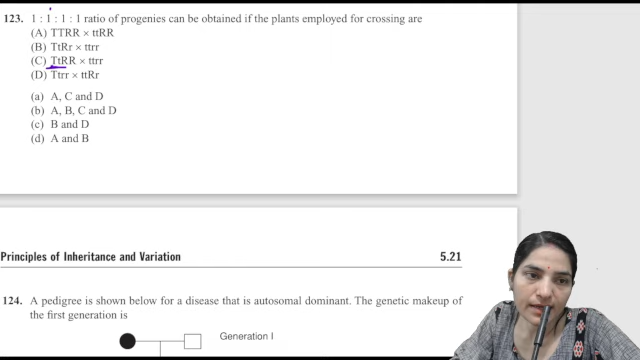 123. 1 : 1 : 1 : 1 ratio of progenies can be obtained if the plants employed for crossing are
(A) TTRR × ttRR
(B) TtRr × ttrr
(C) TtRR × ttrr
(D) Ttrr × ttRr
(a) A, C and D
(b) A, B, C and D
(c) B and D
(d) A and B
Principles of Inheritance and Variation 5.21
124. A pedigree is shown below for a disease that is autosomal dominant. The genetic makeup of
the first generation is
Generation I